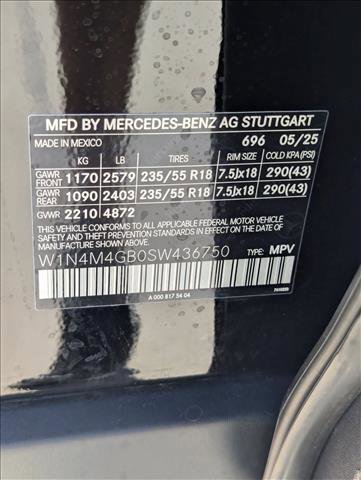 MFD BY MERCEDES-BENZ AG STUTTGART
MADE IN MEXICO 696 05/25
KG LB TIRES RIM SIZE COLD KPA(PSI)
GAWR FRONT 1170 2579 235/55 R18 7.5Jx18 290(43)
GAWR REAR 1090 2403 235/55 R18 7.5Jx18 290(43)
GVWR 2210 4872
THIS VEHICLE CONFORMS TO ALL APPLICABLE
FEDERAL MOTOR VEHICLE SAFETY, BUMPER,
AND THEFT PREVENTION STANDARDS IN EFFECT
ON THE DATE OF MANUFACTURE SHOWN ABOVE.
W1N4M4GB0SW436750 TYPE: MPV
A 000 817 54 04